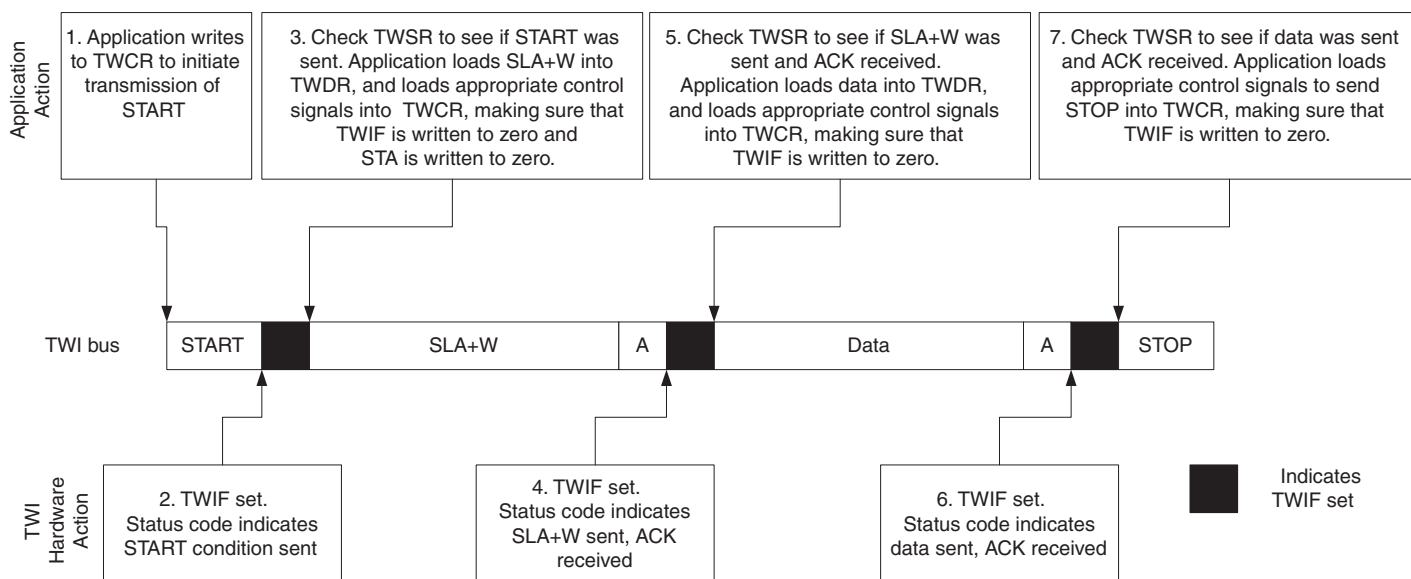 Application
Action
1. Application writes
to TWCR to initiate
transmission of
START
3. Check TWSR to see if START was
sent. Application loads SLA+W into
TWDR, and loads appropriate control
signals into TWCR, making sure that
TWIF is written to zero and
STA is written to zero.
5. Check TWSR to see if SLA+W was
sent and ACK received.
Application loads data into TWDR,
and loads appropriate control signals
into TWCR, making sure that
TWIF is written to zero.
7. Check TWSR to see if data was sent
and ACK received. Application loads
appropriate control signals to send
STOP into TWCR, making sure that
TWIF is written to zero.
TWI bus
START
SLA+W
A
Data
A
STOP
TWI
Hardware
Action
2. TWIF set.
Status code indicates
START condition sent
4. TWIF set.
Status code indicates
SLA+W sent, ACK
received
6. TWIF set.
Status code indicates
data sent, ACK received
Indicates
TWIF set